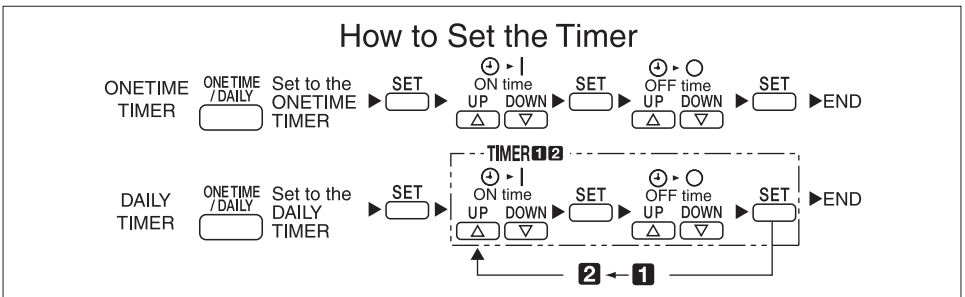 How to Set the Timer
ONETIME
TIMER
ONETIME
/DAILY
Set to the
ONETIME
TIMER
SET
ON time
UP DOWN
SET
OFF time
UP DOWN
SET
END
DAILY
TIMER
ONETIME
/DAILY
Set to the
DAILY
TIMER
SET
TIMER 1 2
ON time
UP DOWN
SET
OFF time
UP DOWN
SET
END
2 1